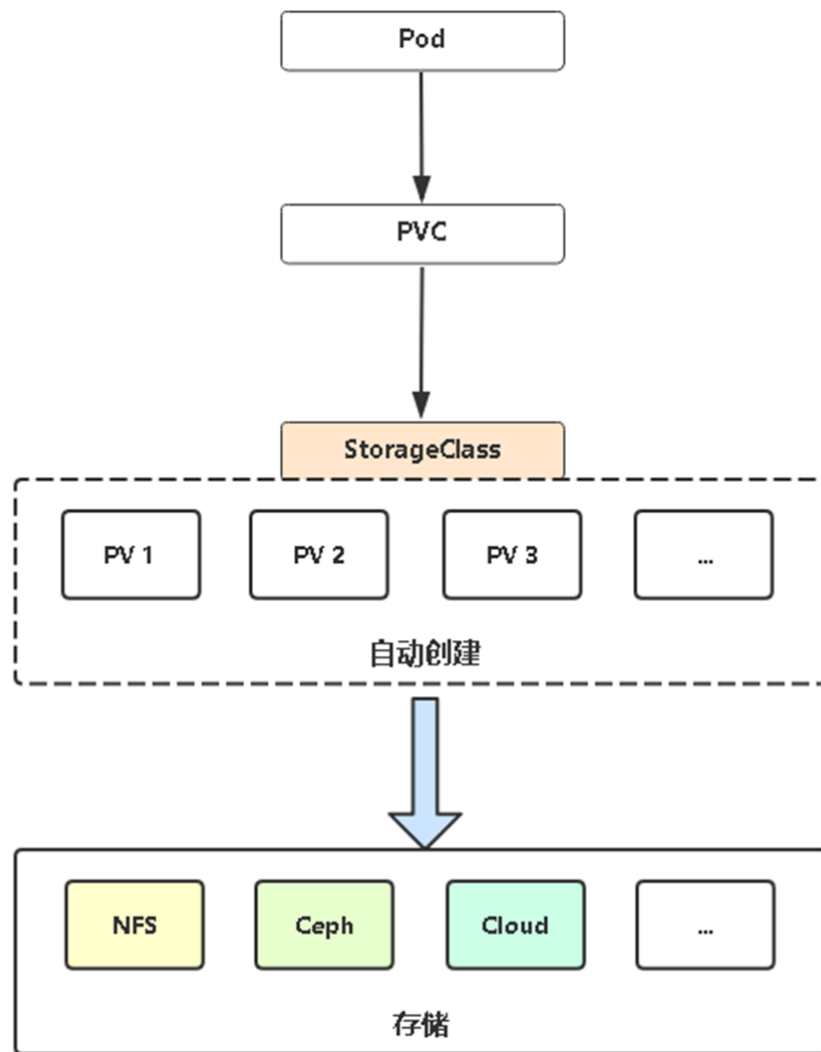 Pod
PVC
StorageClass
PV 1
PV 2
PV 3
...
自动创建
NFS
Ceph
Cloud
...
存储